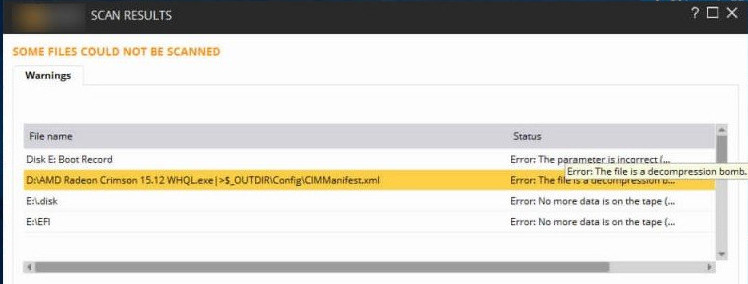 SCAN RESULTS
SOME FILES COULD NOT BE SCANNED
Warnings
File name Status
Disk E: Boot Record Error: The parameter is incorrect (...
Error: The file is a decompression bomb.
D:\AMD Radeon Crimson 15.12 WHQL.exe|>$_OUTDIR\Config\CIMManifest.xml Error: The file is a decompression b...
E:\.disk Error: No more data is on the tape (...
E:\EFI Error: No more data is on the tape (...